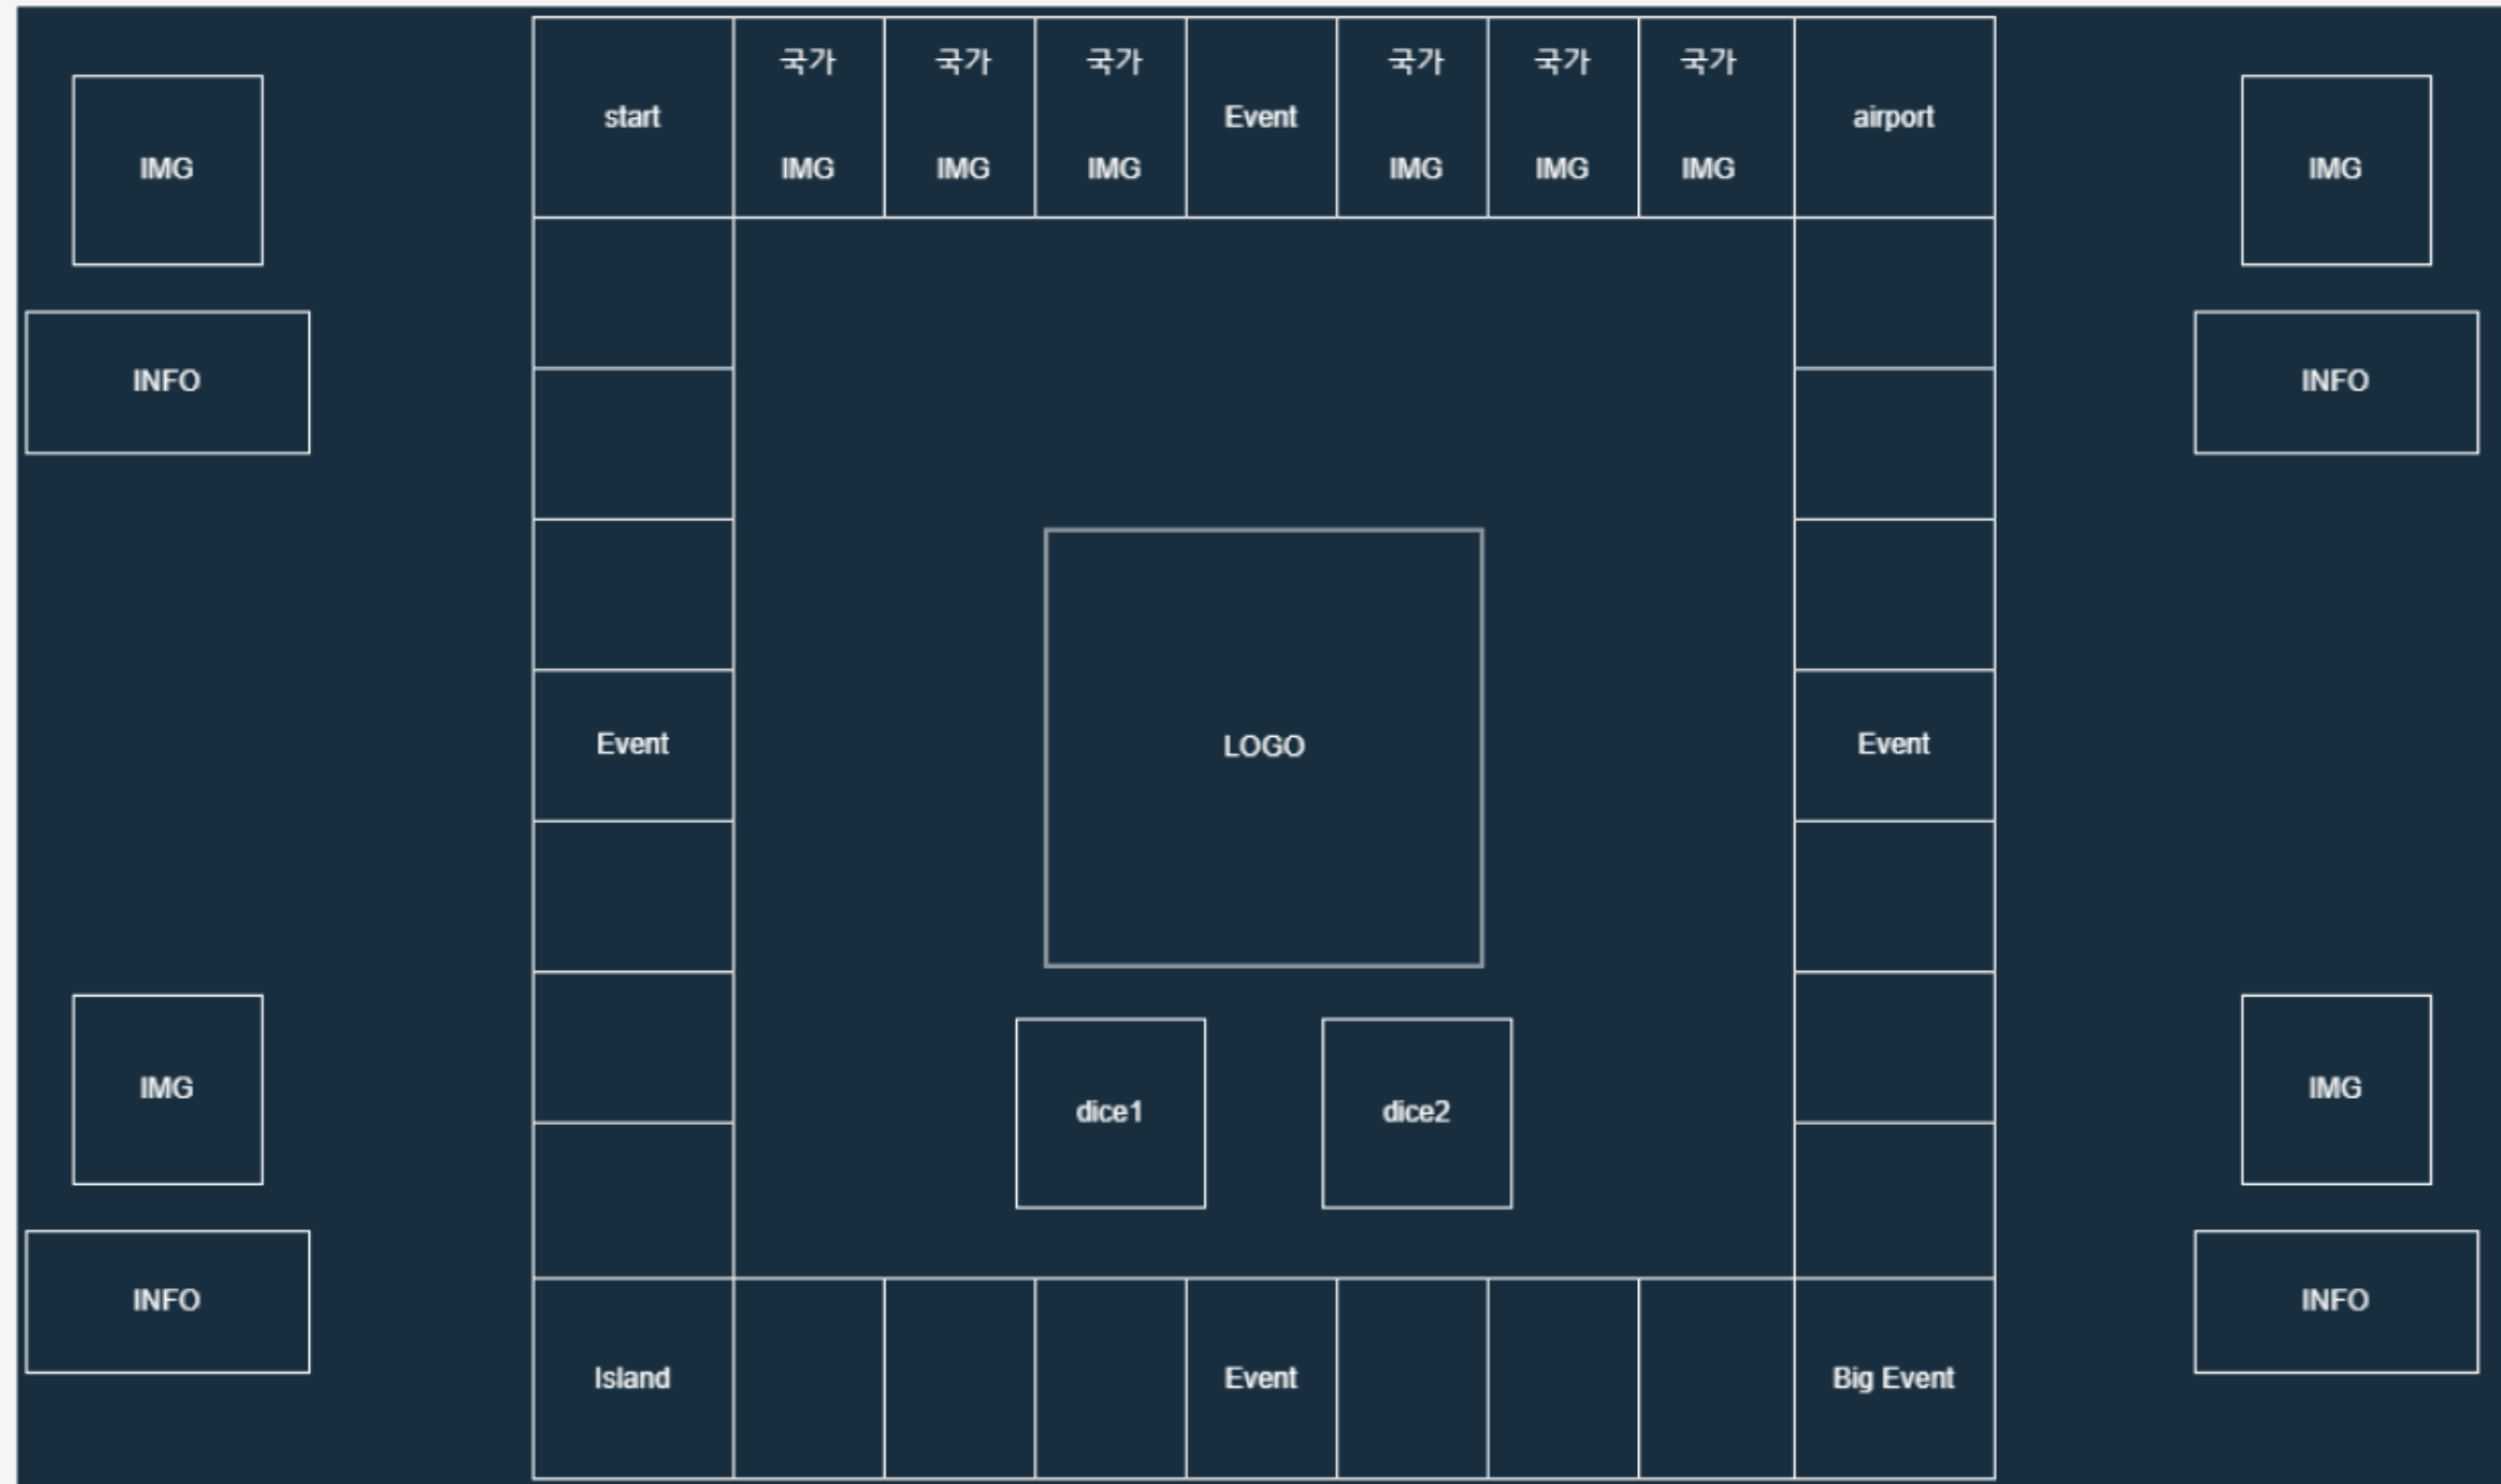 국가 국가 국가 국가 국가 국가
start Event airport
IMG IMG IMG IMG IMG IMG IMG IMG
INFO INFO
Event LOGO Event
IMG IMG
dice1 dice2
INFO INFO
Island Event Big Event